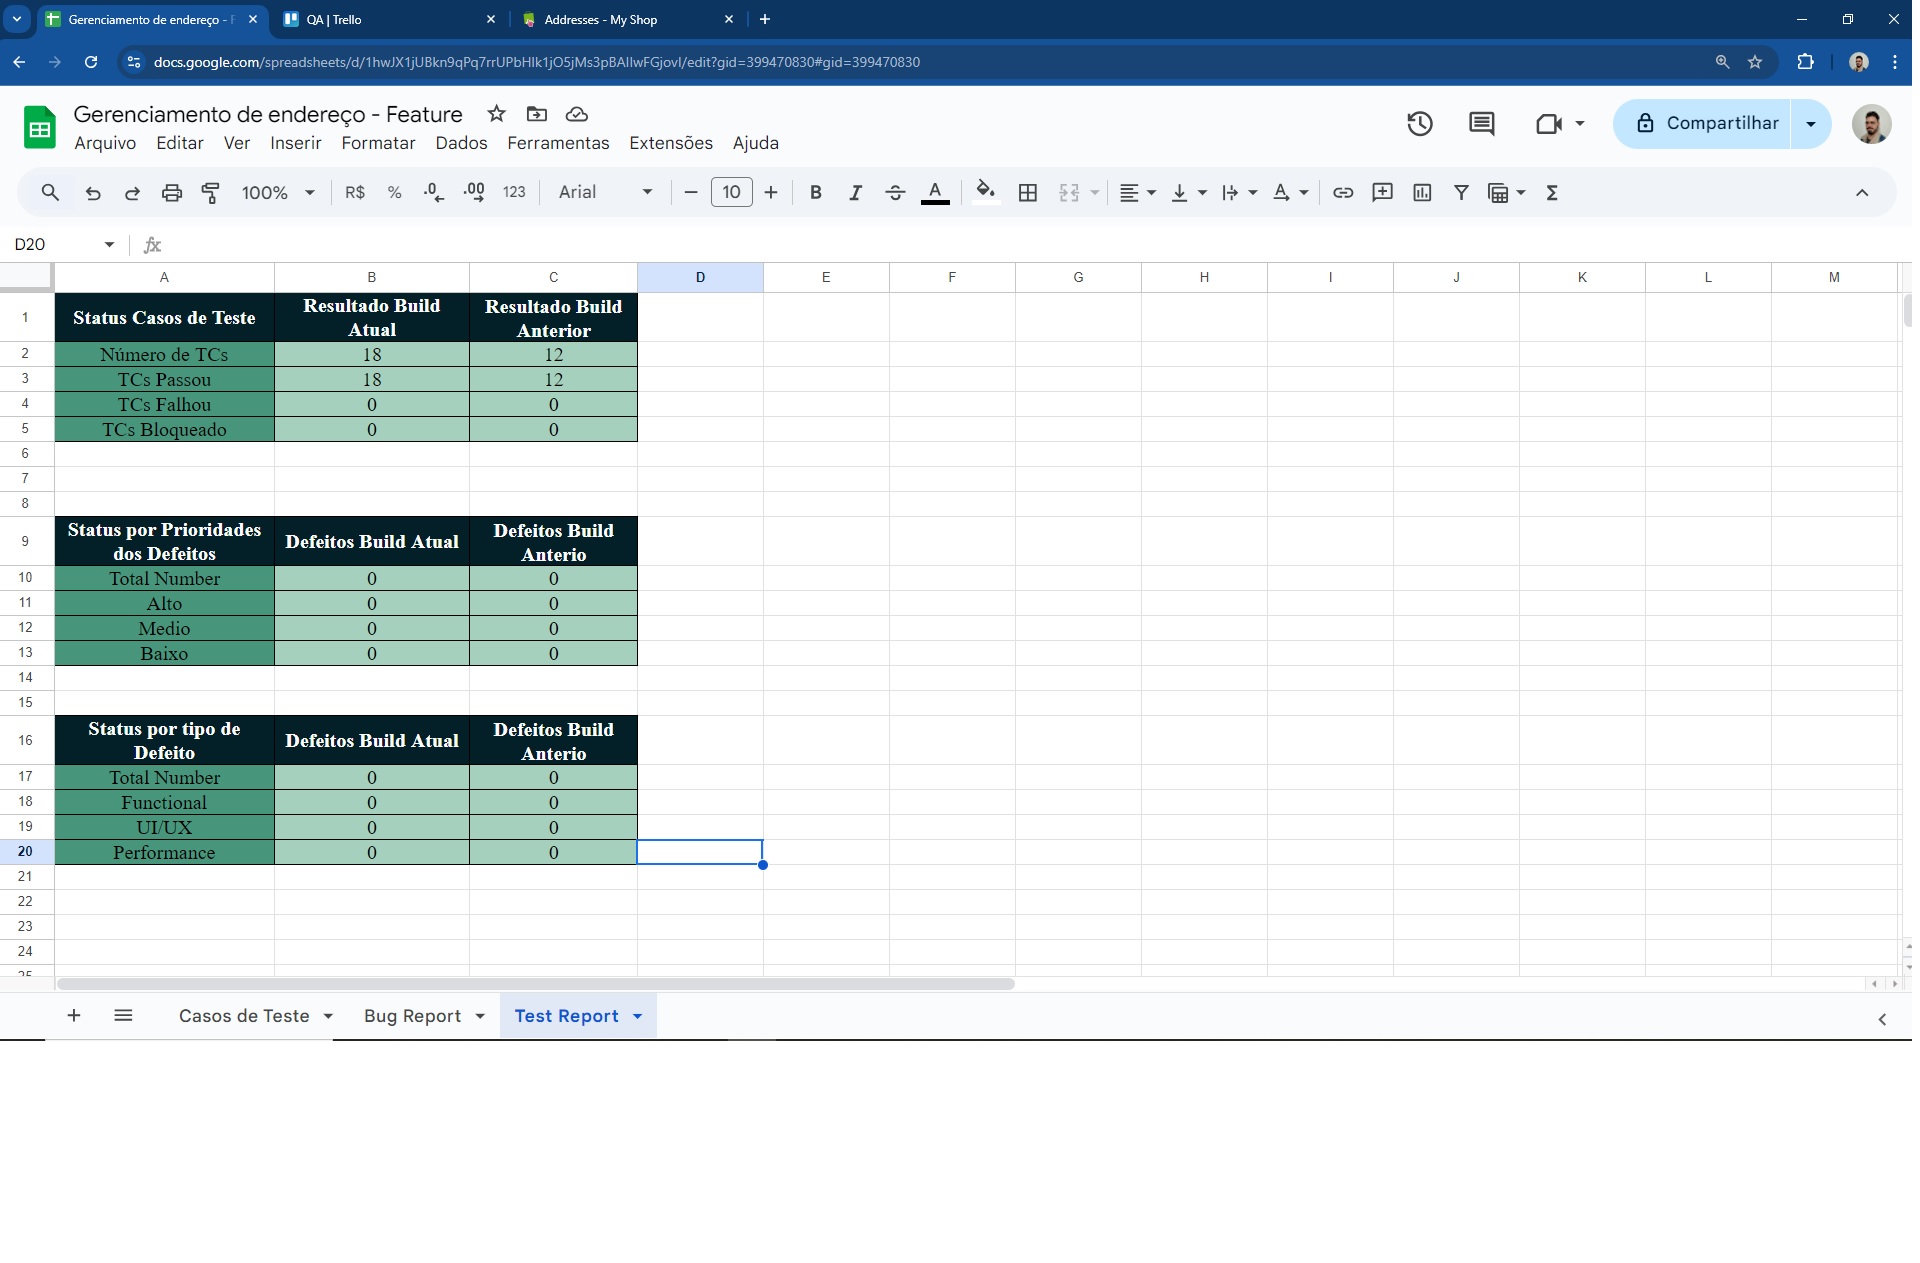 Gerenciamento de endereço - F
QA | Trello
Addresses - My Shop
docs.google.com/spreadsheets/d/1hwJX1jUBkn9qPq7rrUPbHIk1jO5jMs3pBAIlwFGjovI/edit?gid=399470830#gid=399470830
Gerenciamento de endereço - Feature
Arquivo Editar Ver Inserir Formatar Dados Ferramentas Extensões Ajuda
Compartilhar
100% R$ % .0 .00 123 Arial 10 B I S A Σ
D20 fx
A B C D E F G H I J K L M
1 Status Casos de Teste Resultado Build Atual Resultado Build Anterior
2 Número de TCs 18 12
3 TCs Passou 18 12
4 TCs Falhou 0 0
5 TCs Bloqueado 0 0
6
7
8
9 Status por Prioridades dos Defeitos Defeitos Build Atual Defeitos Build Anterio
10 Total Number 0 0
11 Alto 0 0
12 Medio 0 0
13 Baixo 0 0
14
15
16 Status por tipo de Defeito Defeitos Build Atual Defeitos Build Anterio
17 Total Number 0 0
18 Functional 0 0
19 UI/UX 0 0
20 Performance 0 0
21
22
23
24
25
Casos de Teste Bug Report Test Report